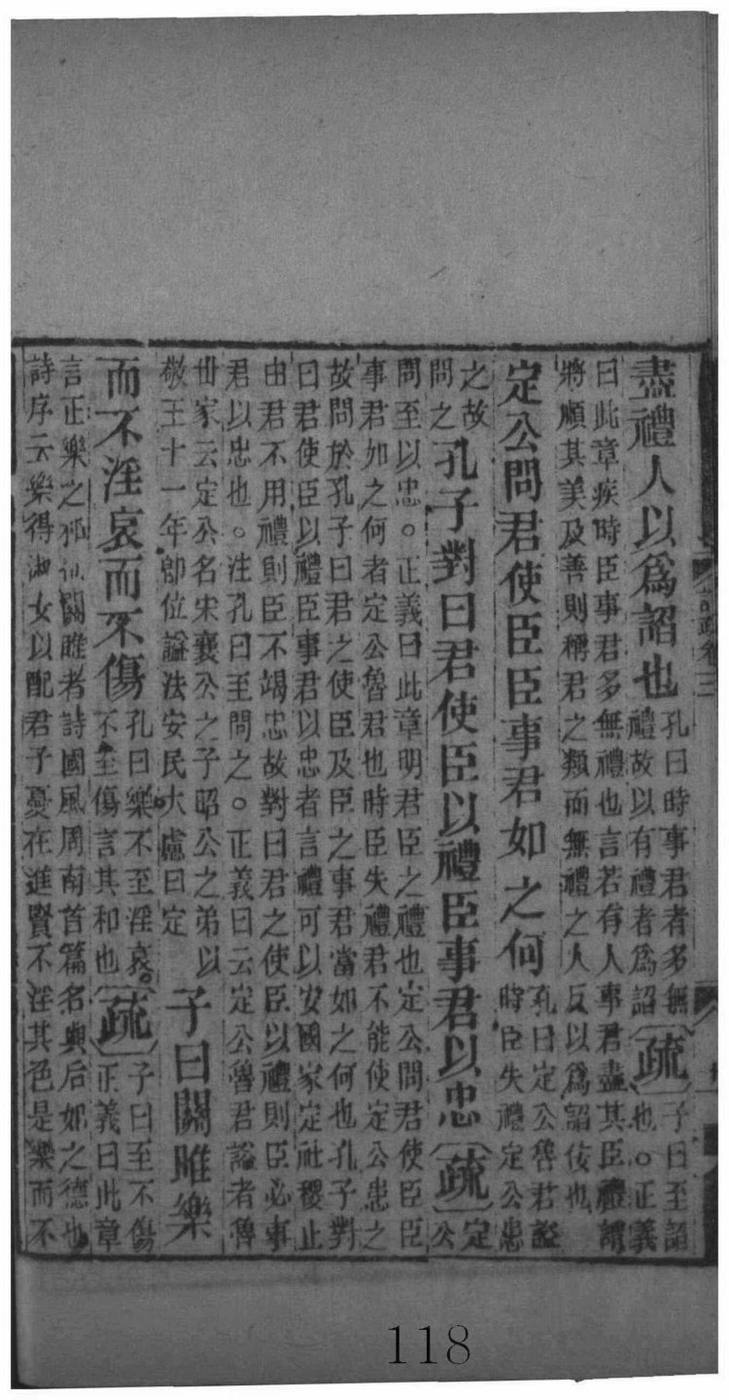 盡禮人以爲諂也
孔曰時事君者多無
禮故以有禮者爲諂
疏
子曰至諂
也。正義
曰此章疾時臣事君多無禮也言若有人事君盡其臣禮謂
將順其美及善則稱君之類而無禮之人反以爲諂佞也
定公問君使臣臣事君如之何
孔曰定公魯君謚
時臣失禮定公患
之故
問之
孔子對曰君使臣以禮臣事君以忠
疏
定
公
問至以忠。正義曰此章明君臣之禮也定公問君使臣臣
事君如之何者定公魯君也時臣失禮君不能使定公患之
故問於孔子曰君之使臣及臣之事君當如之何也孔子對
曰君使臣以禮臣事君以忠者言禮可以安國家定社稷止
由君不用禮則臣不竭忠故對曰君之使臣以禮則臣必事
君以忠也。注孔曰至問之。正義曰云定公魯君謚者魯
世家云定公名宋襄公之子昭公之弟以
敬王十一年卽位謚法安民大慮曰定
子曰關雎樂
而不淫哀而不傷
孔曰樂不至淫哀
不至傷言其和也
疏
子曰至不傷
正義曰此章
言正樂之和也關雎者詩國風周南首篇名興后妃之德也
詩序云樂得淑女以配君子憂在進賢不淫其色是樂而不
118